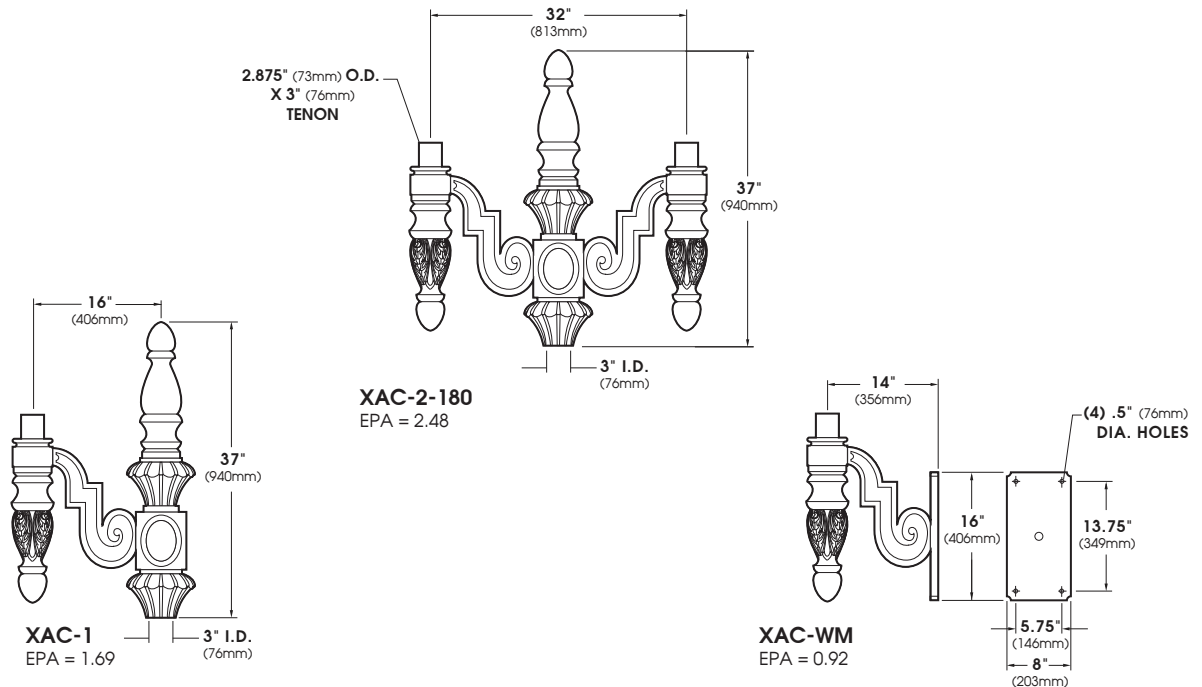 32"
(813mm)
2.875" (73mm) O.D.
X 3" (76mm)
TENON
37"
(940mm)
3" I.D.
(76mm)
XAC-2-180
EPA = 2.48
16"
(406mm)
37"
(940mm)
3" I.D.
(76mm)
XAC-1
EPA = 1.69
14"
(356mm)
(4) .5" (76mm)
DIA. HOLES
16"
(406mm)
13.75"
(349mm)
5.75"
(146mm)
8"
(203mm)
XAC-WM
EPA = 0.92